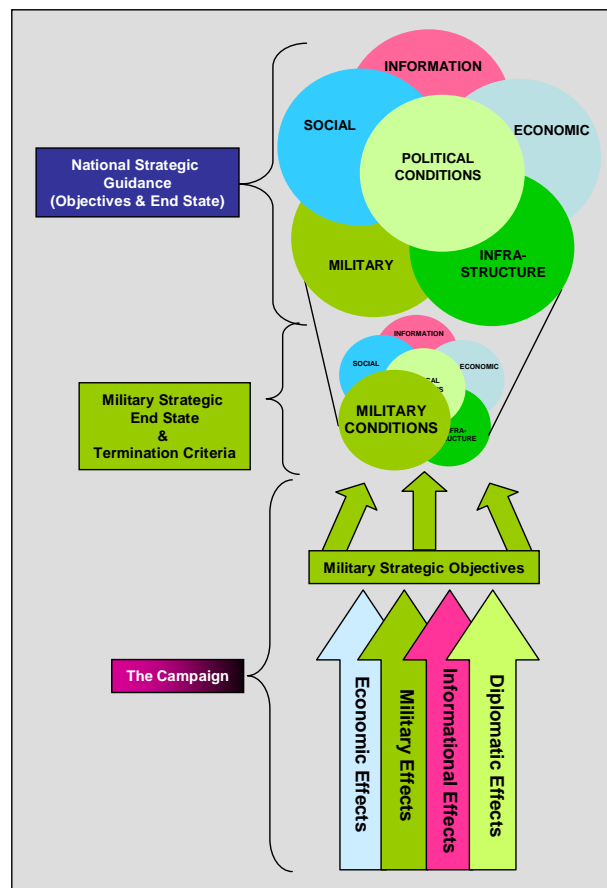 INFORMATION
SOCIAL
ECONOMIC
POLITICAL
CONDITIONS
National Strategic
Guidance
(Objectives & End State)
MILITARY
INFRA-
STRUCTURE
INFORMATION
SOCIAL
ECONOMIC
Military Strategic
End State
&
Termination Criteria
MILITARY
CONDITIONS
Military Strategic Objectives
The Campaign
Economic Effects
Military Effects
Informational Effects
Diplomatic Effects